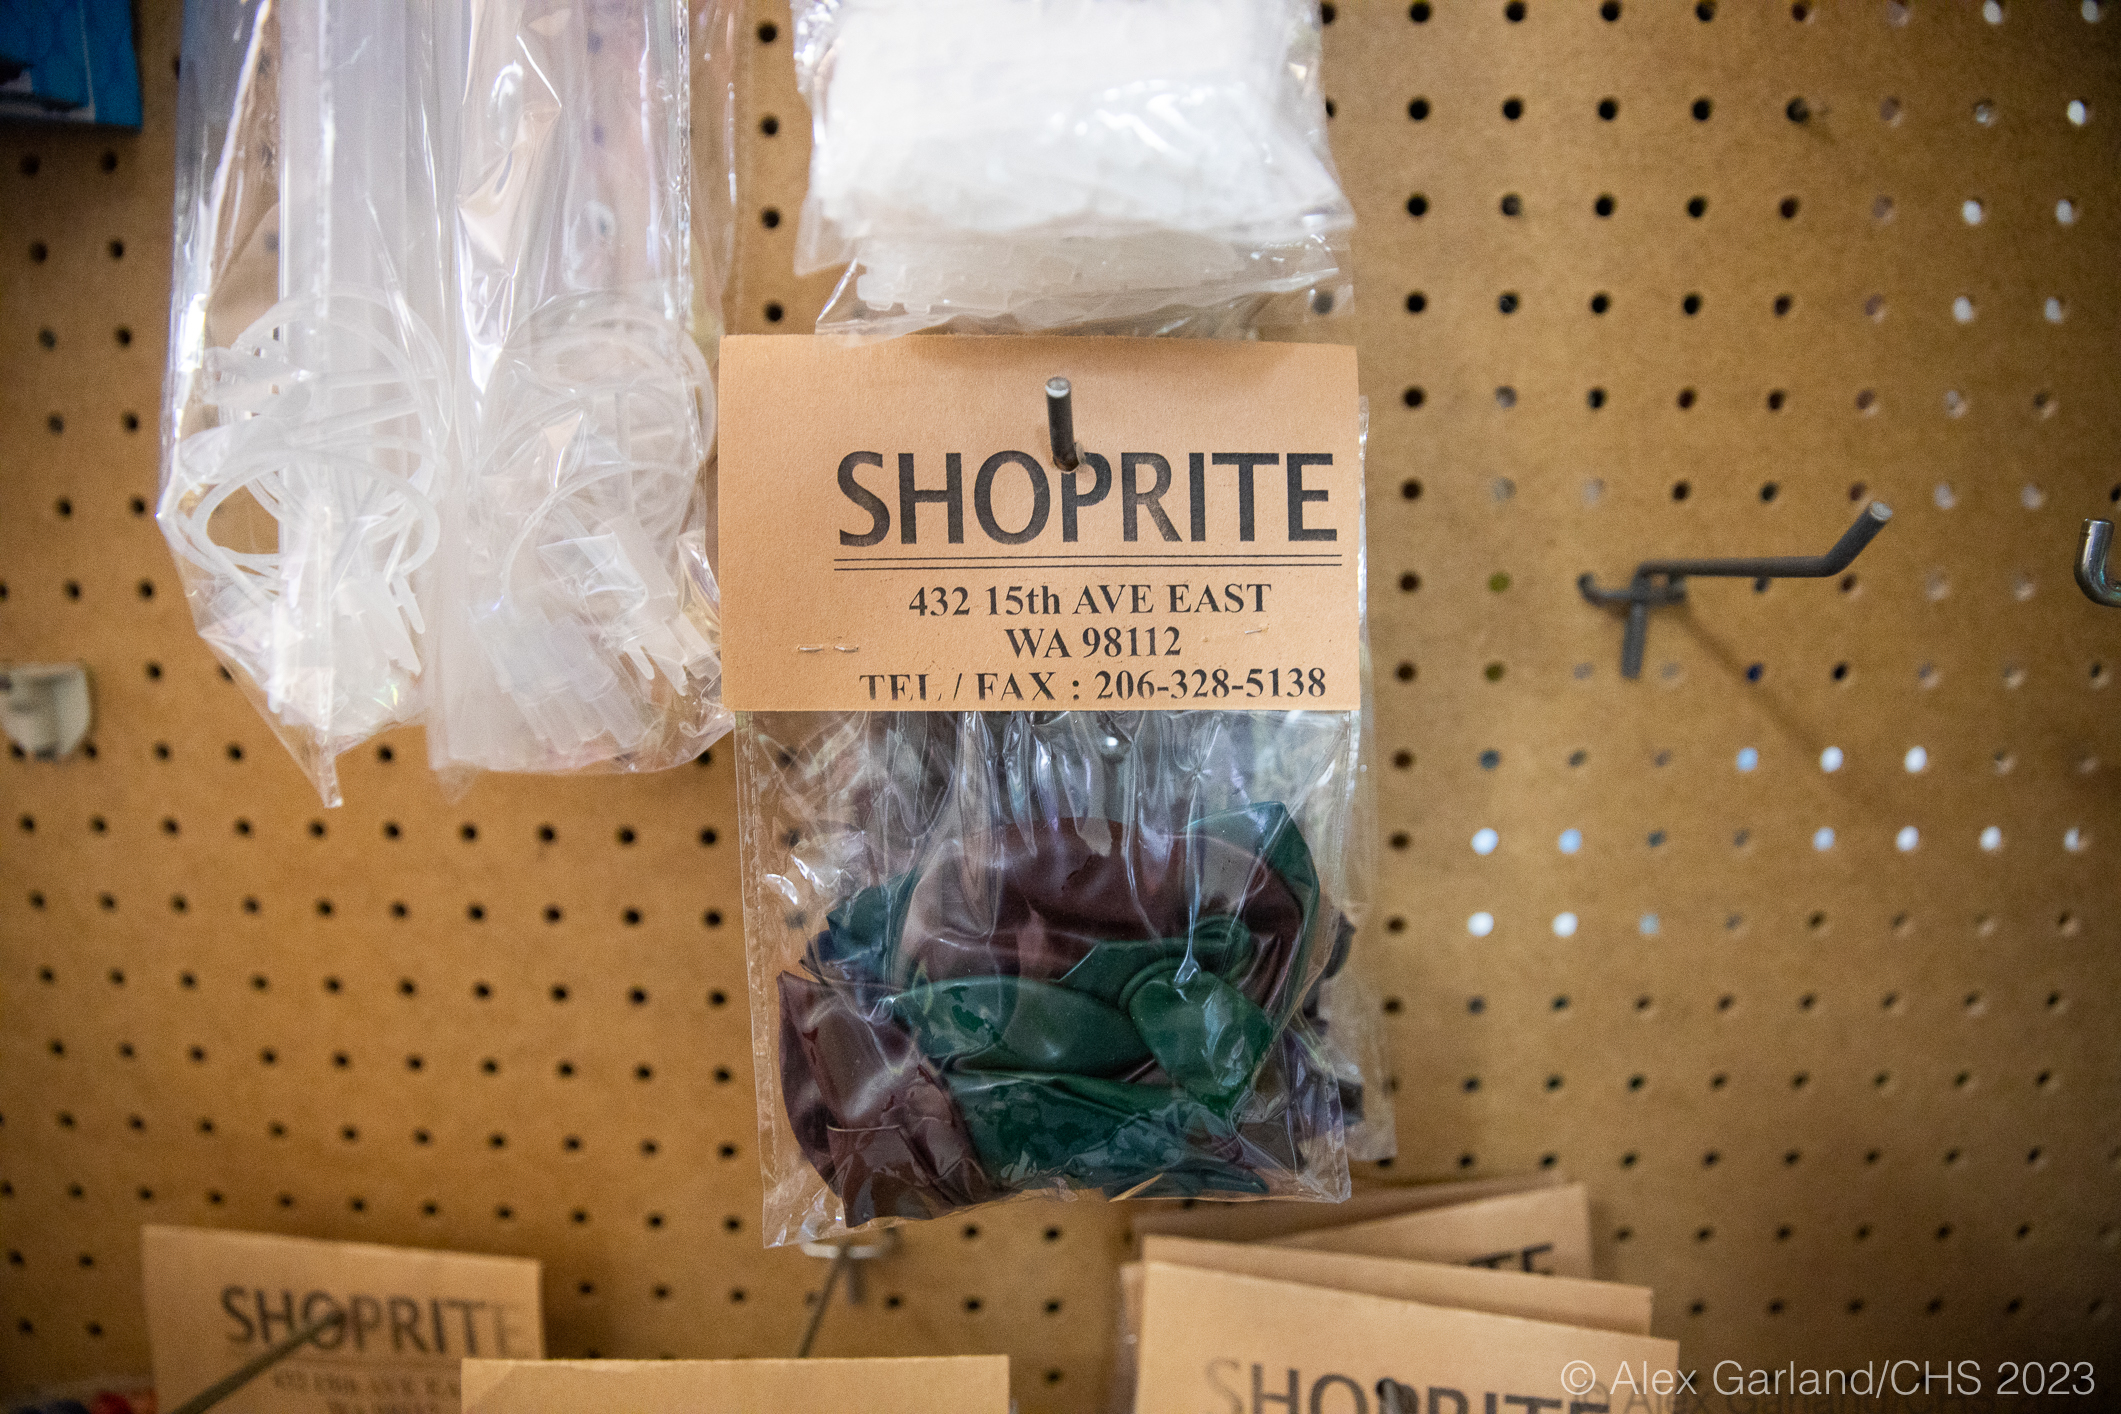 SHOPRITE
432 15th AVE EAST
WA 98112
TEL / FAX : 206-328-5138
SHOPRITE
SHOPRITE
© Alex Garland/CHS 2023